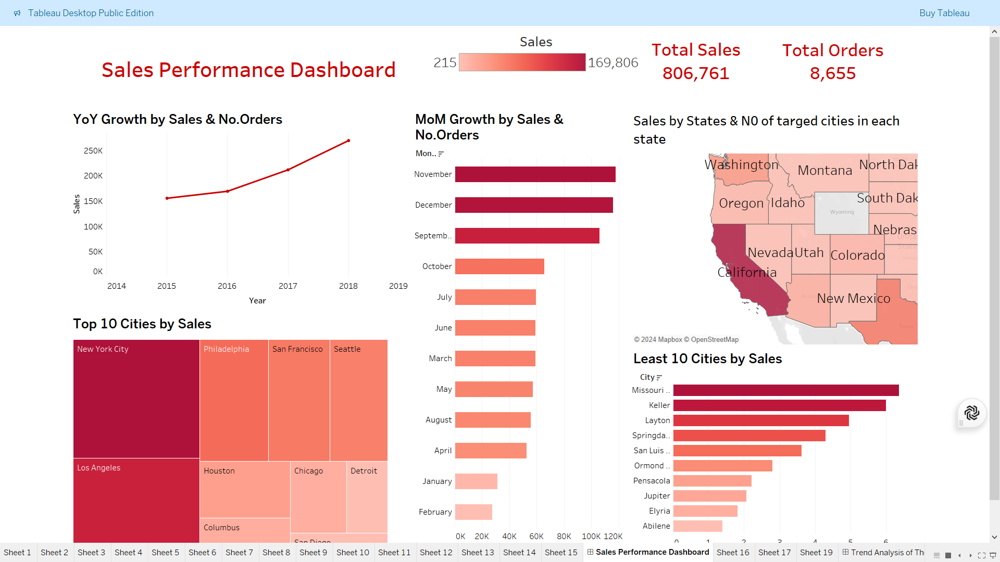 Tableau Desktop Public Edition
Buy Tableau
Sales Performance Dashboard
Sales
215
169,806
Total Sales
806,761
Total Orders
8,655
YoY Growth by Sales & No.Orders
Sales
250K
200K
150K
100K
50K
0K
2014 2015 2016 2017 2018 2019
Year
Top 10 Cities by Sales
New York City
Philadelphia
San Francisco
Seattle
Los Angeles
Houston
Chicago
Detroit
Columbus
San Diego
MoM Growth by Sales &
No.Orders
Mon..
November
December
Septemb..
October
July
June
March
May
August
April
January
February
0K 20K 40K 60K 80K 100K 120K
Sales by States & N0 of targed cities in each
state
Washington
Montana
North Dak
Oregon
Idaho
South Dak
Wyoming
Nebras
United
States
Nevada
Utah
Colorado
California
New Mexico
Texas
© 2024 Mapbox © OpenStreetMap
Least 10 Cities by Sales
City
Missouri ..
Keller
Layton
Springda..
San Luis ..
Ormond ..
Pensacola
Jupiter
Elyria
Abilene
0 1 2 3 4 5 6
Sheet 1 Sheet 2 Sheet 3 Sheet 4 Sheet 5 Sheet 6 Sheet 7 Sheet 8 Sheet 9 Sheet 10 Sheet 11 Sheet 12 Sheet 13 Sheet 14 Sheet 15 Sales Performance Dashboard Sheet 16 Sheet 17 Sheet 19 Trend Analysis of Th